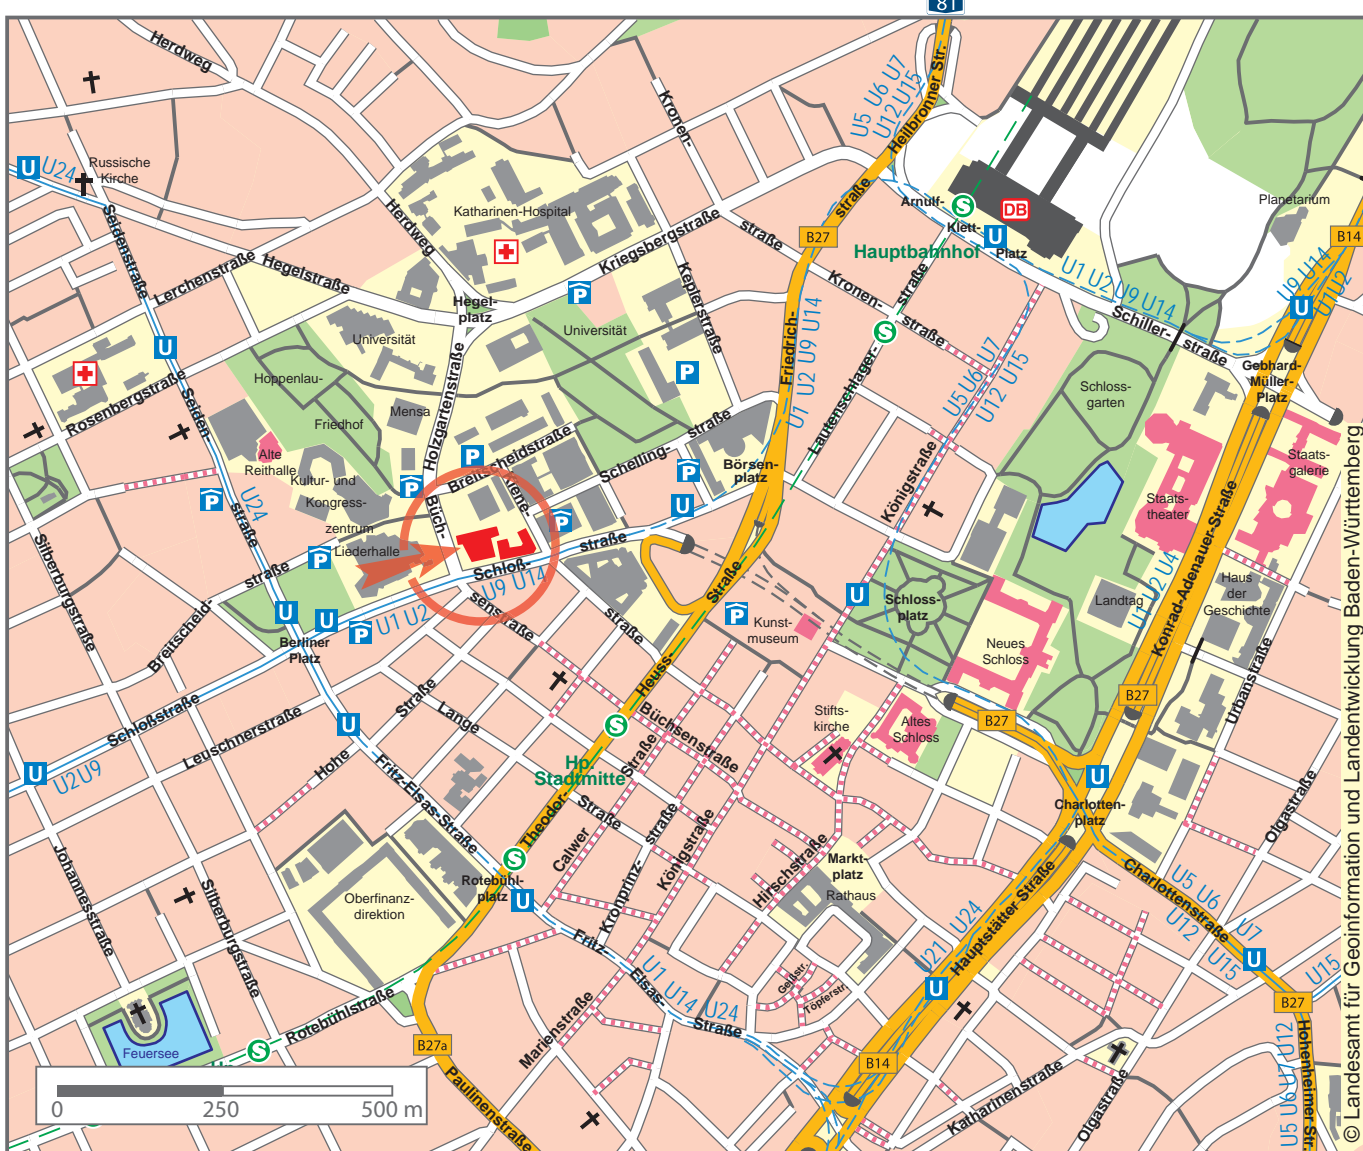 81
Herdweg
Kronen-
U5 U6 U7
U12 U15
Heilbronner Str.
Russische
Kirche
U
U24
Katharinen-Hospital
Herdweg
Seidenstraße
Lerchenstraße
Hegelstraße
Kriegsbergstraße
straße
straße
Arnulf-
Klett-
Platz
S
DB
U
Hauptbahnhof
Planetarium
B14
B27
U9 U14
U1 U2
U
U1 U2 U9 U14
Schiller-
straße
Hegel-
platz
P
Keplerstraße
Kronen-
straße
straße
S
Universität
Universität
U
Hoppenlau-
Friedhof
Mensa
P
Friedrich-
U1 U2 U9 U14
Lautenschlager-
U5 U6 U7
U12 U15
Schloss-
garten
Gebhard-
Müller-
Platz
Rosenbergstraße
Seiden-
straße
Holzgartenstraße
Alte
Reithalle
Kultur- und
Kongress-
zentrum
Liederhalle
P
P
Breitscheidstraße
Schelling-
straße
Börsen-
platz
P
U
Königstraße
Staats-
theater
Staats-
galerie
P
U24
Büch-
P
Schloß-
straße
U9 U14
Silberburgstraße
straße
Breitscheid-
P
U
U
P
U1 U2
Berliner
Platz
senstraße
straße
Straße
P
Kunst-
museum
U
Schloss-
platz
Neues
Schloss
Landtag
U1 U2 U4
Konrad-Adenauer-Straße
Haus
der
Geschichte
Urbanstraße
Schloßstraße
Leuschnerstraße
U
U2 U9
Hohe
Straße
Lange
U
Fritz-Elsas-Straße
Heuss-
S
Büchsenstraße
Hp.
Stadtmitte
Straße
Straße
Stifts-
kirche
Altes
Schloss
B27
B27
U
Charlotten-
platz
Olgastraße
Theodor-
Calwer
straße
Kronprinz-
Königstraße
Hirschstraße
Markt-
platz
Rathaus
S
Rotebühl-
platz
U
Oberfinanz-
direktion
Johannesstraße
Silberburgstraße
Charlottenstraße
U5 U6
U7
U12
U15
U
U15
B27
Fritz-
Elsas-
Straße
U1
U14 U24
Geißstr.
Töpferstr.
U21 U24
Hauptstätter Straße
U
Rotebühlstraße
S
Feuersee
Marienstraße
B27a
Paulinenstraße
B14
Katharinenstraße
Olgastraße
U5 U6 U7 U12
Hohenheimer Str.
0 250 500 m
© Landesamt für Geoinformation und Landentwicklung Baden-Württemberg